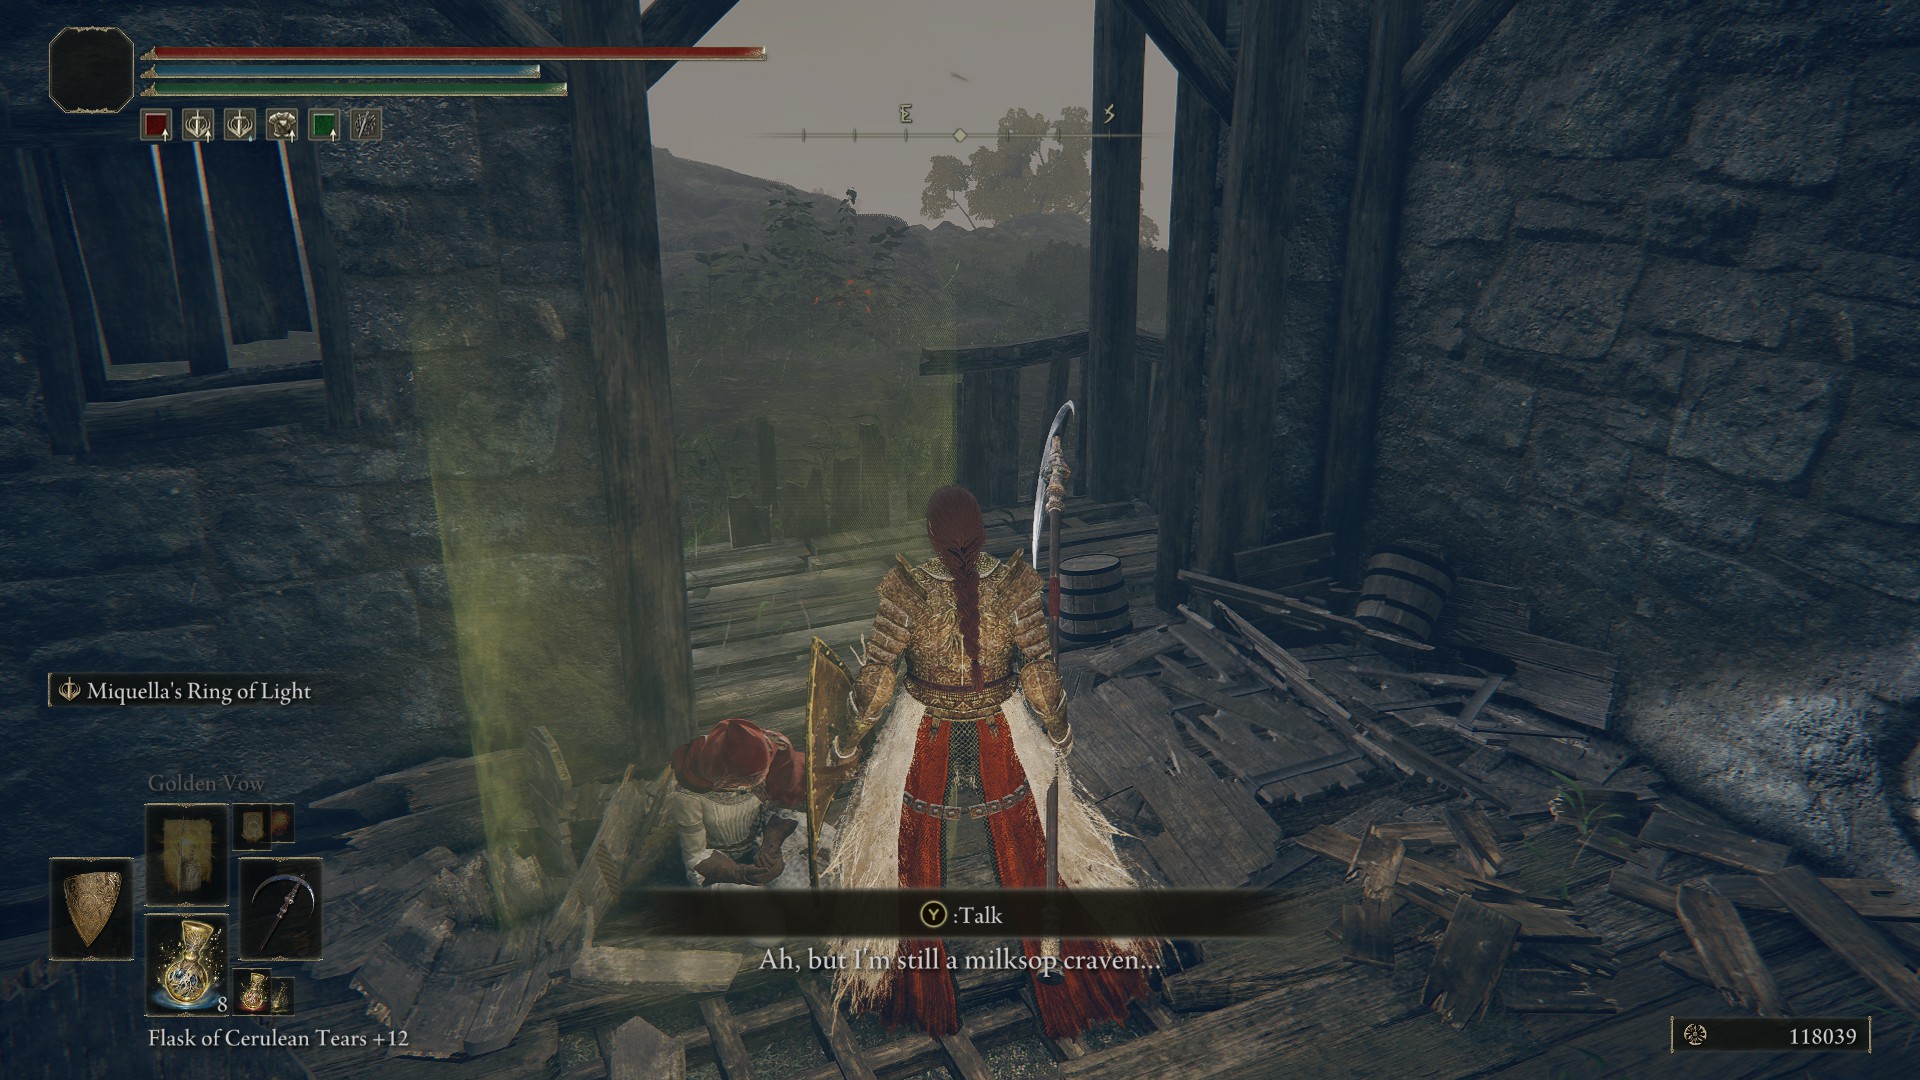 E
S
Miquella's Ring of Light
Golden Vow
8
Flask of Cerulean Tears +12
Y :Talk
Ah, but I'm still a milksop craven...
118039